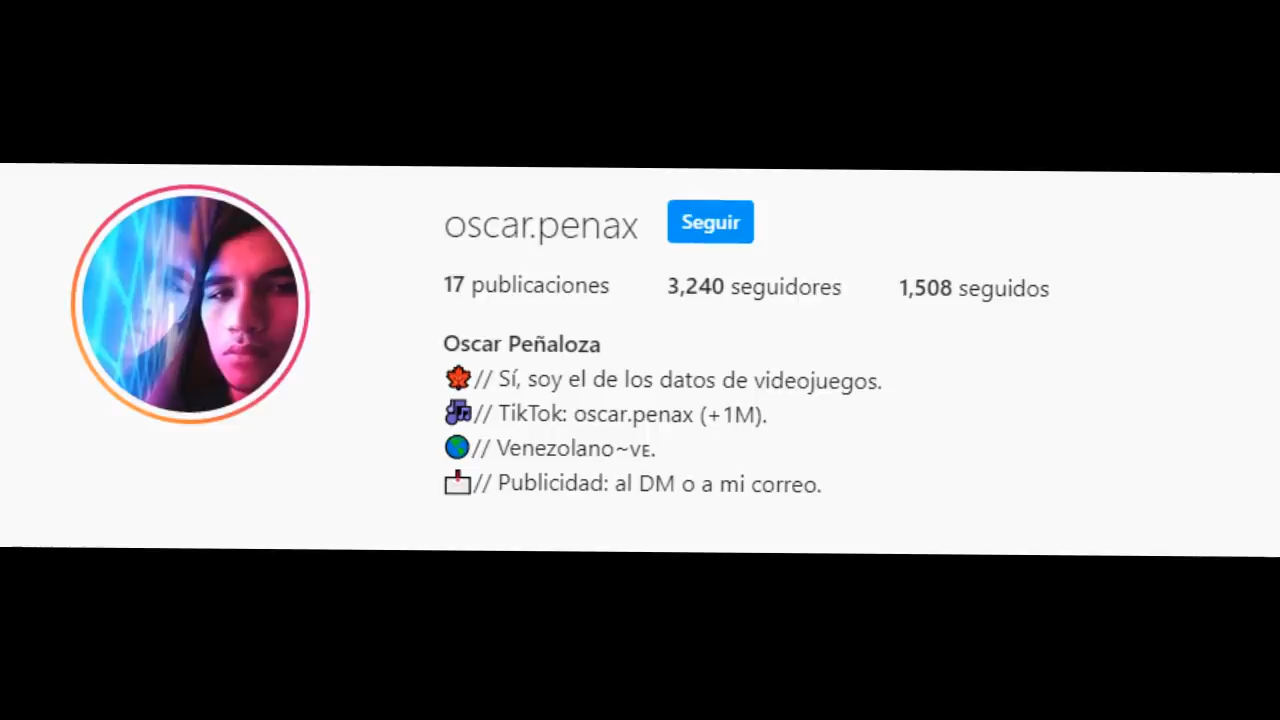 oscar.penax Seguir
17 publicaciones 3,240 seguidores 1,508 seguidos
Oscar Peñaloza
🍁// Sí, soy el de los datos de videojuegos.
🎶// TikTok: oscar.penax (+1M).
🌎// Venezolano~ᴠᴇ.
📩// Publicidad: al DM o a mi correo.